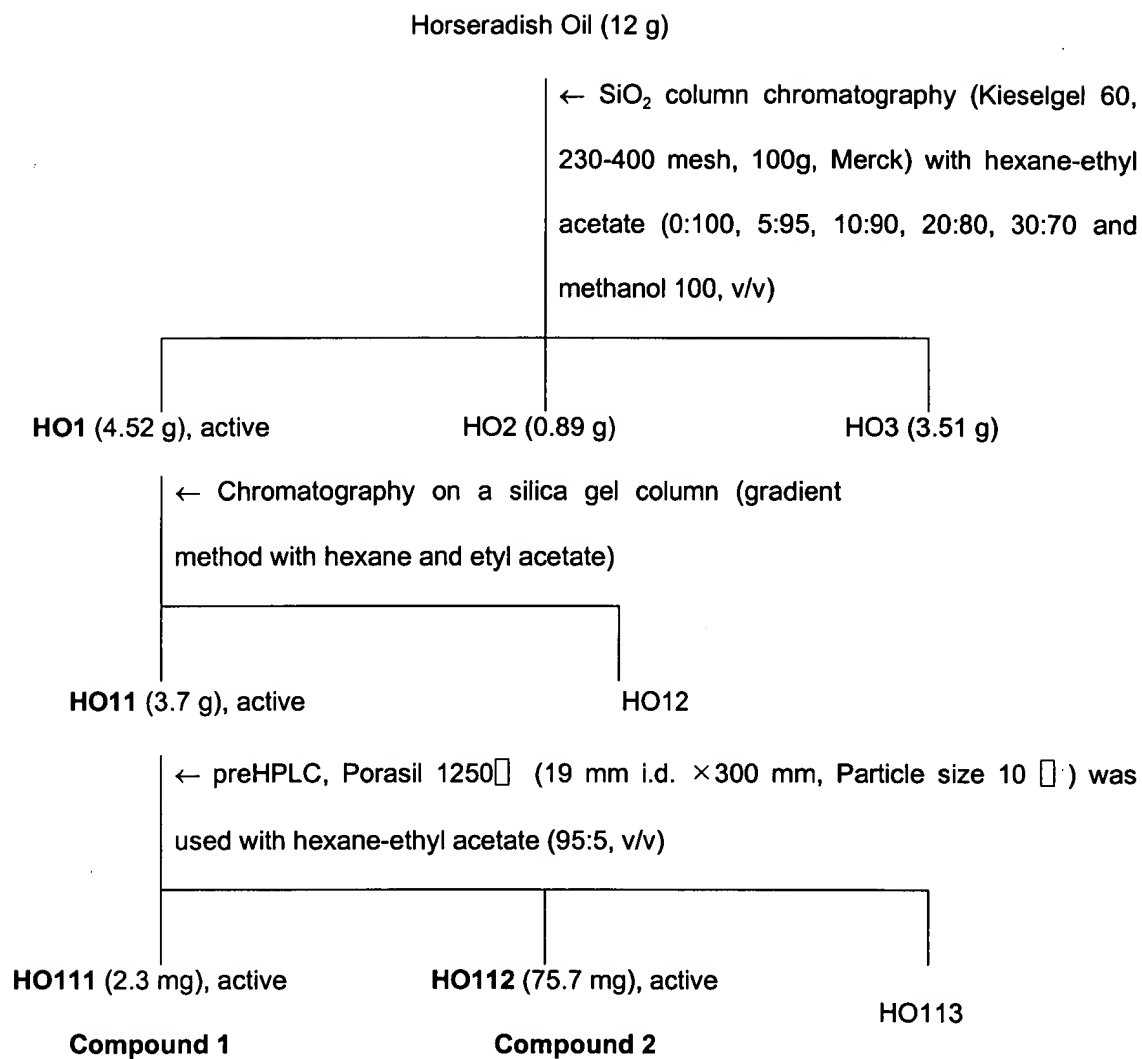 Horseradish Oil (12 g)
← SiO₂ column chromatography (Kieselgel 60,
230-400 mesh, 100g, Merck) with hexane-ethyl
acetate (0:100, 5:95, 10:90, 20:80, 30:70 and
methanol 100, v/v)
HO1 (4.52 g), active HO2 (0.89 g) HO3 (3.51 g)
← Chromatography on a silica gel column (gradient
method with hexane and etyl acetate)
HO11 (3.7 g), active HO12
← preHPLC, Porasil 1250▯ (19 mm i.d. ×300 mm, Particle size 10 ▯ ) was
used with hexane-ethyl acetate (95:5, v/v)
HO111 (2.3 mg), active HO112 (75.7 mg), active HO113
Compound 1 Compound 2